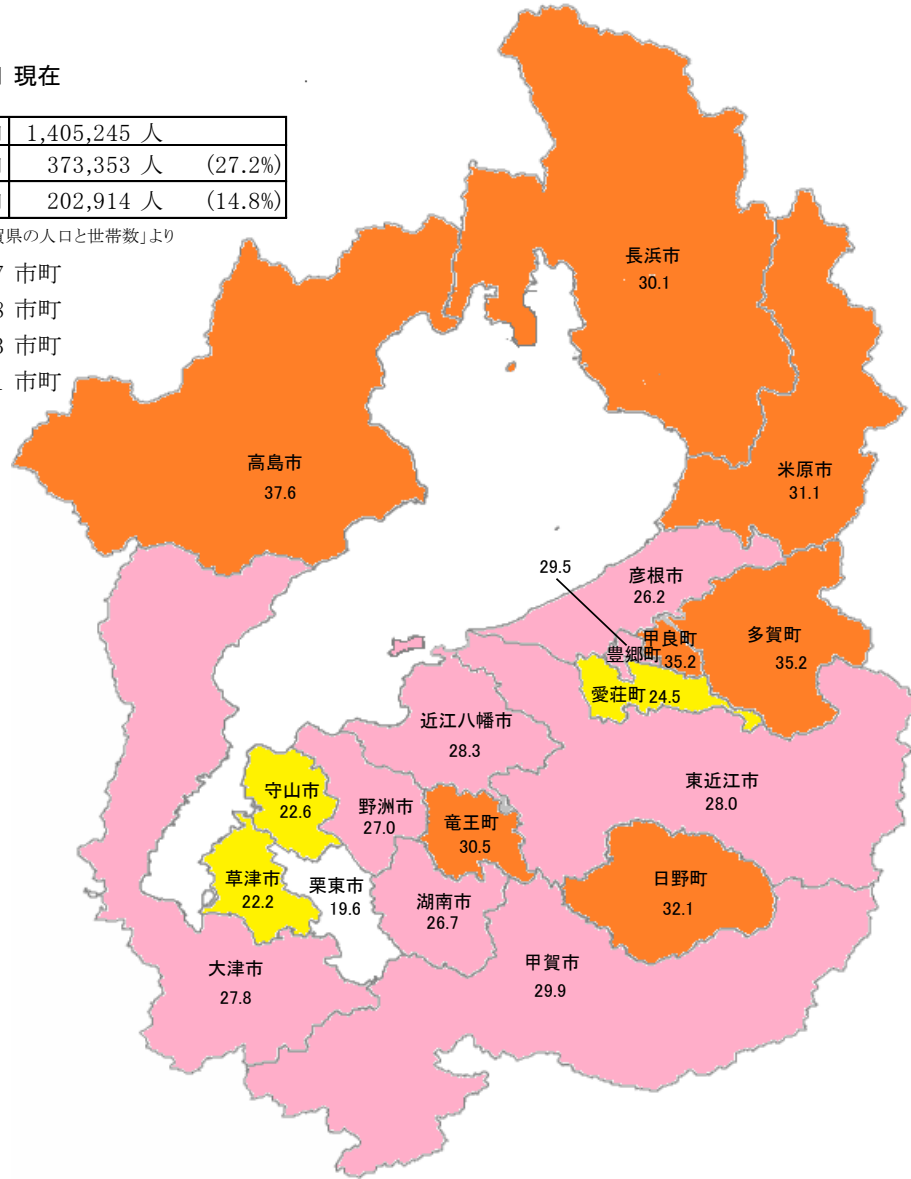 現在
1,405,245 人
373,353 人 (27.2%)
202,914 人 (14.8%)
県の人口と世帯数」より
市町
市町
市町
市町
長浜市
30.1
高島市
37.6
米原市
31.1
29.5
彦根市
26.2
甲良町
35.2
多賀町
35.2
豊郷町
愛荘町 24.5
近江八幡市
28.3
東近江市
28.0
守山市
22.6
野洲市
27.0
竜王町
30.5
草津市
22.2
栗東市
19.6
湖南市
26.7
日野町
32.1
大津市
27.8
甲賀市
29.9